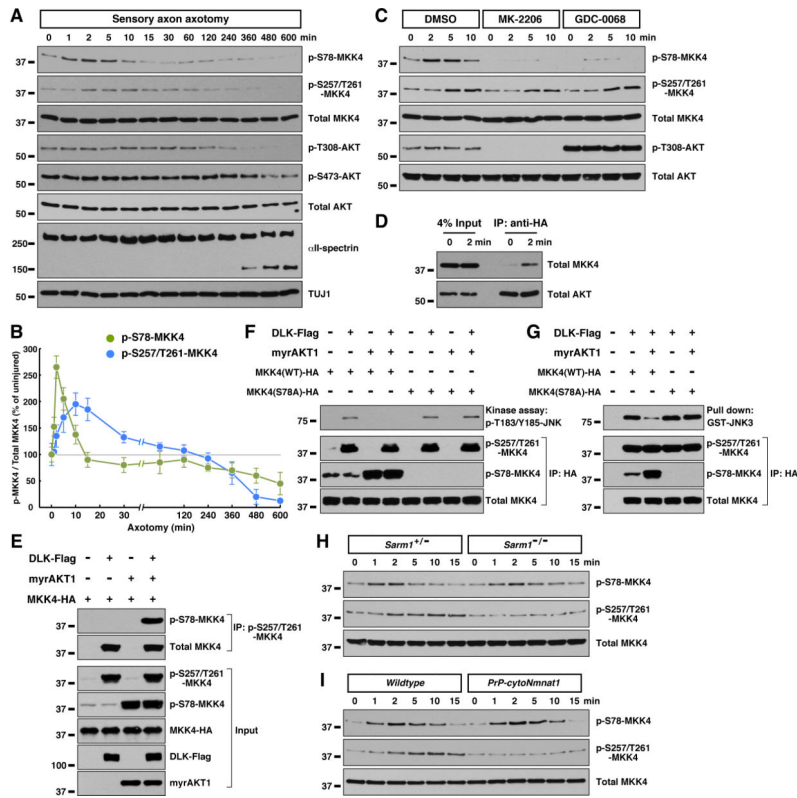 A
Sensory axon axotomy
0 1 2 5 10 15 30 60 120 240 360 480 600 min
37 p-S78-MKK4
37 p-S257/T261
-MKK4
37 Total MKK4
50 p-T308-AKT
50 p-S473-AKT
50 Total AKT
250
αII-spectrin
150
50 TUJ1
B
p-S78-MKK4
p-S257/T261-MKK4
p-MKK4 / Total MKK4 (% of uninjured)
300
200
100
0
0 10 20 30 120 240 360 480 600
Axotomy (min)
C
DMSO MK-2206 GDC-0068
0 2 5 10 0 2 5 10 0 2 5 10 min
37 p-S78-MKK4
37 p-S257/T261
-MKK4
37 Total MKK4
50 p-T308-AKT
50 Total AKT
D
4% Input IP: anti-HA
0 2 min 0 2 min
37 Total MKK4
50 Total AKT
E
DLK-Flag - + - +
myrAKT1 - - + +
MKK4-HA + + + +
37 p-S78-MKK4
37 Total MKK4
IP: p-S257/T261
-MKK4
37 p-S257/T261
-MKK4
37 p-S78-MKK4
37 MKK4-HA
100 DLK-Flag
37 myrAKT1
Input
F
DLK-Flag - + - + - + - +
myrAKT1 - - + + - - + +
MKK4(WT)-HA + + + + - - - -
MKK4(S78A)-HA - - - - + + + +
75 Kinase assay:
p-T183/Y185-JNK
37 p-S257/T261
-MKK4
37 p-S78-MKK4
37 Total MKK4
IP: HA
G
DLK-Flag + + + +
myrAKT1 - + - +
MKK4(WT)-HA + + - -
MKK4(S78A)-HA - - + +
75 Pull down:
GST-JNK3
37 p-S257/T261
-MKK4
37 p-S78-MKK4
37 Total MKK4
IP: HA
H
Sarm1+/− Sarm1−/−
0 1 2 5 10 15 0 1 2 5 10 15 min
37 p-S78-MKK4
37 p-S257/T261
-MKK4
37 Total MKK4
I
Wildtype PrP-cytoNmnat1
0 1 2 5 10 15 0 1 2 5 10 15 min
37 p-S78-MKK4
37 p-S257/T261
-MKK4
37 Total MKK4